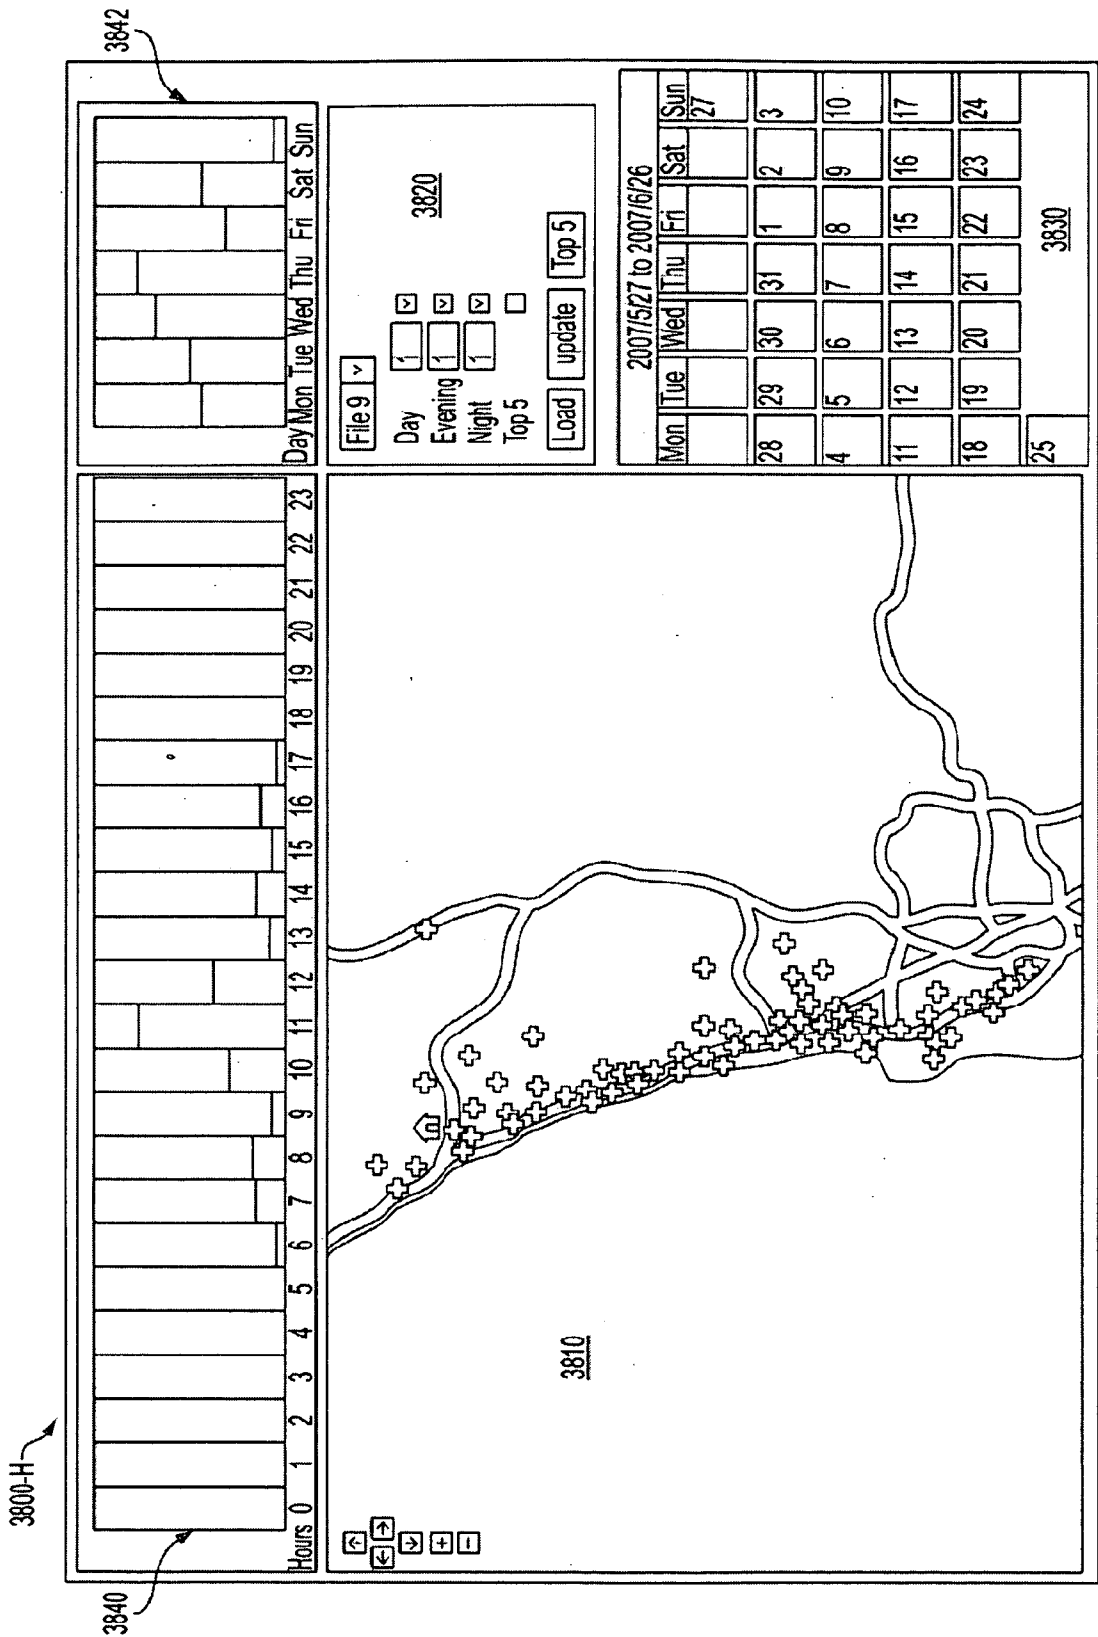 3800-H
3840
3842
Hours 0 1 2 3 4 5 6 7 8 9 10 11 12 13 14 15 16 17 18 19 20 21 22 23
Day Mon Tue Wed Thu Fri Sat Sun
3810
+
-
File 9 v
Day 1 v
Evening 1 v
Night 1 v
Top 5
Load update Top 5
3820
2007/5/27 to 2007/6/26
Mon Tue Wed Thu Fri Sat Sun
27
28 29 30 31 1 2 3
4 5 6 7 8 9 10
11 12 13 14 15 16 17
18 19 20 21 22 23 24
25
3830